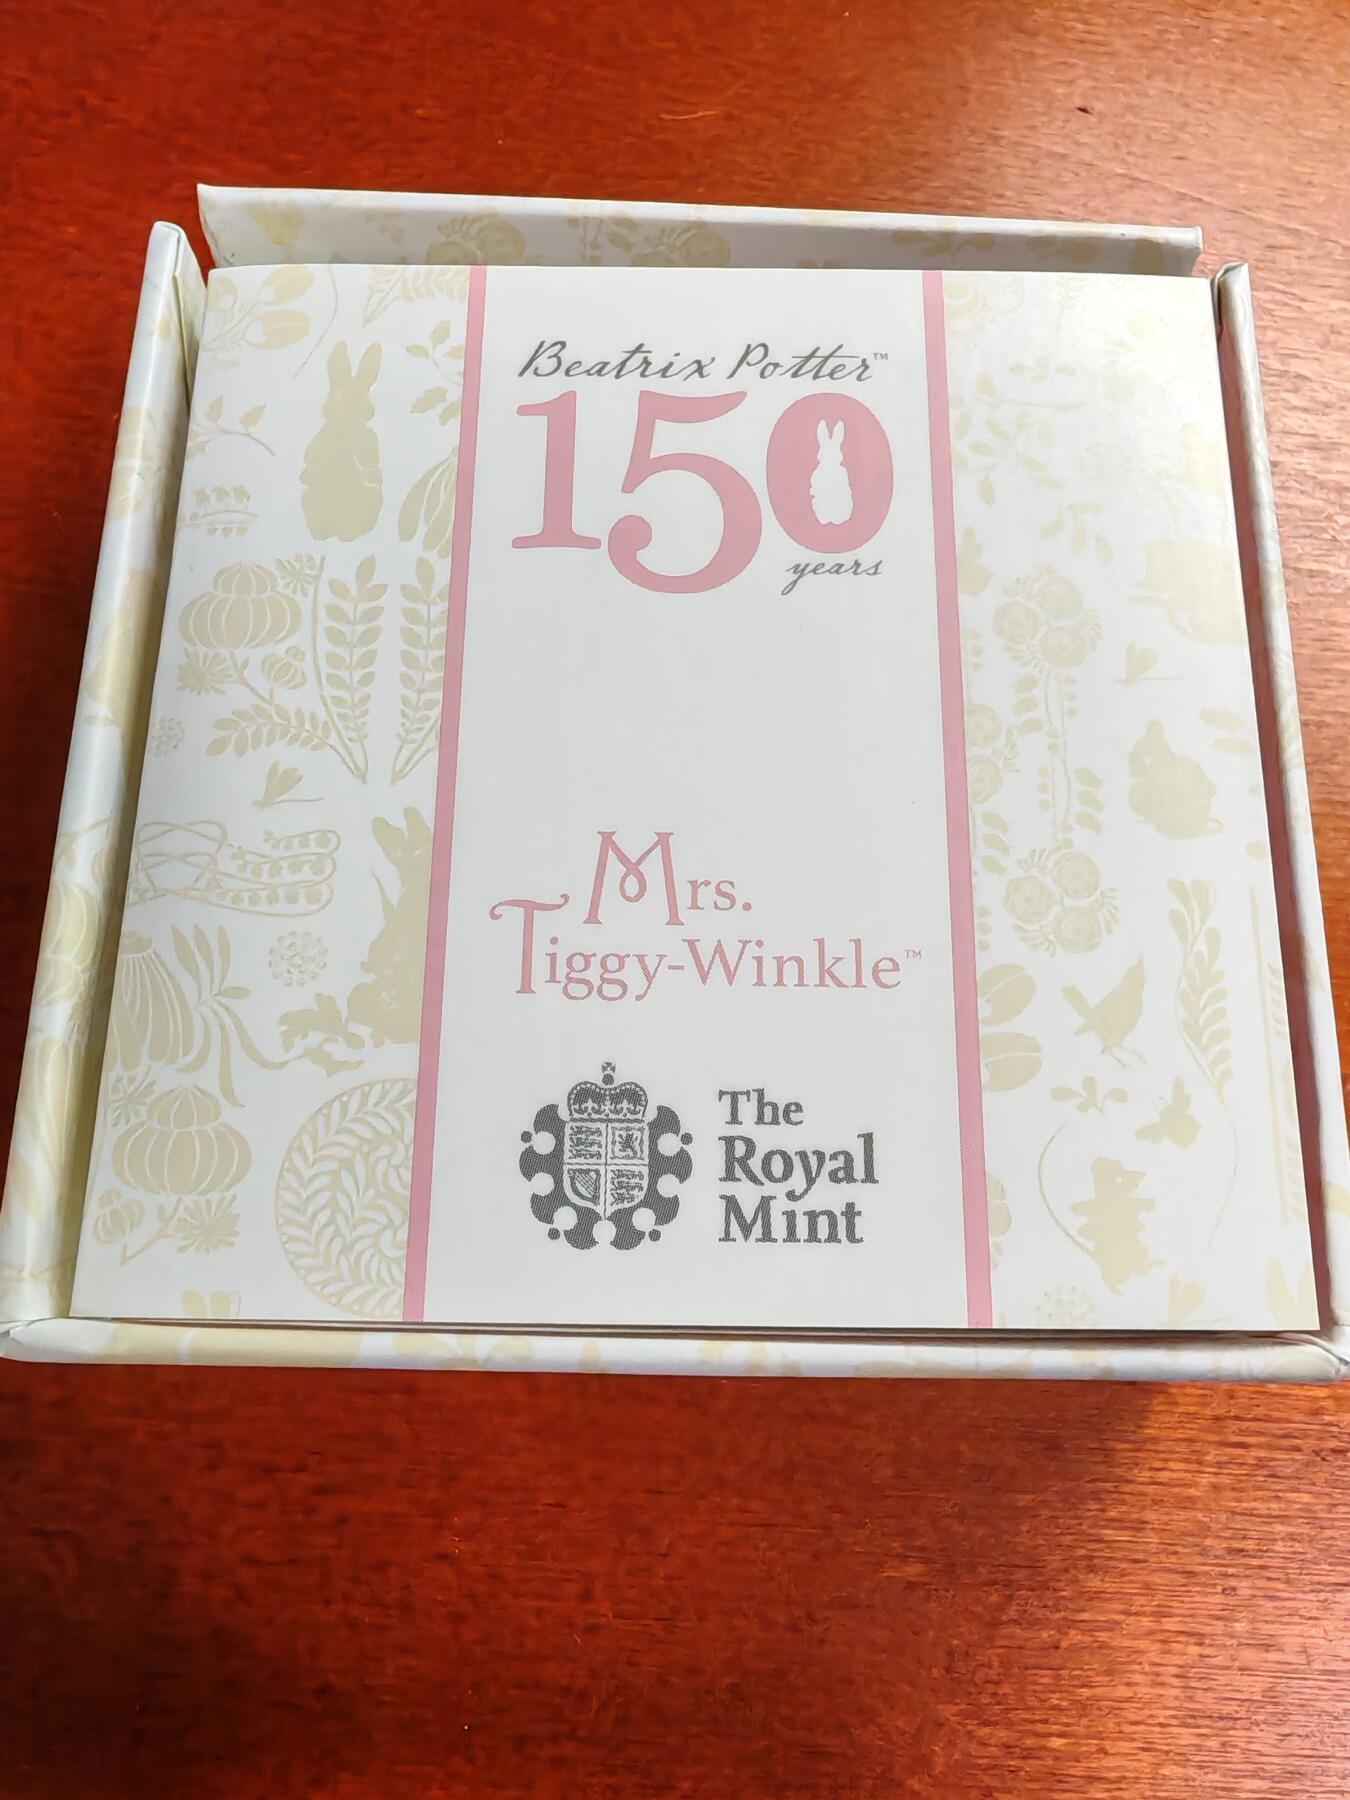 Beatrix Potter™
150
years
Mrs.
Tiggy-Winkle™
The
Royal
Mint